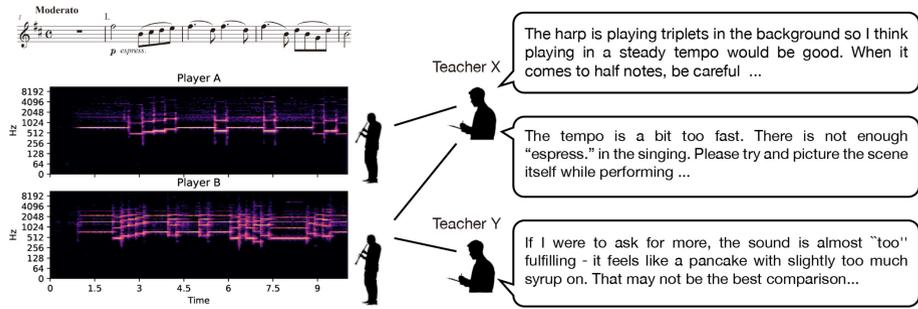 Moderato
1
I.
p espress.
Player A
8192
4096
2048
1024
512
256
128
64
0
Hz
Player B
8192
4096
2048
1024
512
256
128
64
0
Hz
0 1.5 3 4.5 6 7.5 9
Time
Teacher X
The harp is playing triplets in the background so I think
playing in a steady tempo would be good. When it
comes to half notes, be careful ...
The tempo is a bit too fast. There is not enough
“espress.” in the singing. Please try and picture the scene
itself while performing ...
Teacher Y
If I were to ask for more, the sound is almost ``too''
fulfilling - it feels like a pancake with slightly too much
syrup on. That may not be the best comparison...